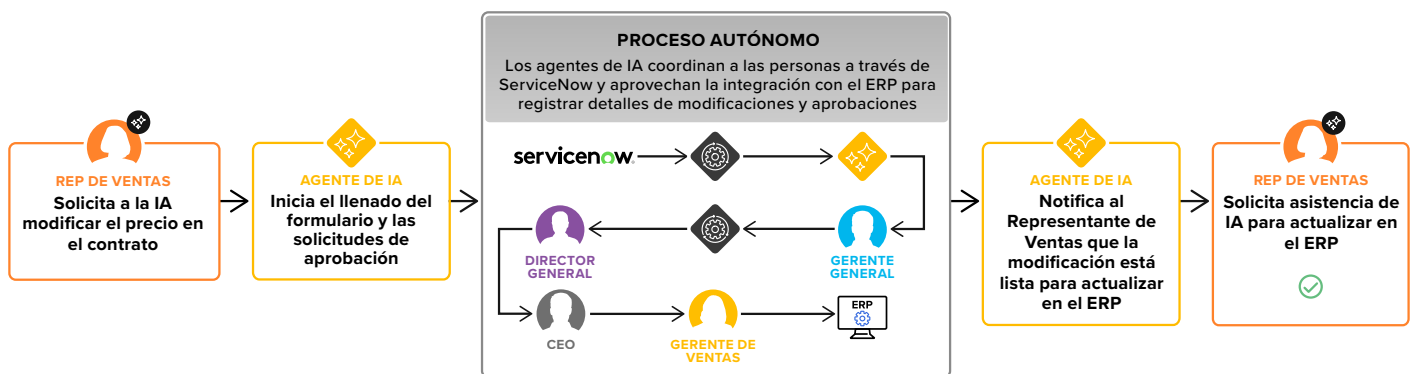 REP DE VENTAS
Solicita a la IA
modificar el precio en
el contrato
AGENTE DE IA
Inicia el llenado del
formulario y las
solicitudes de
aprobación
PROCESO AUTÓNOMO
Los agentes de IA coordinan a las personas a través de
ServiceNow y aprovechan la integración con el ERP para
registrar detalles de modificaciones y aprobaciones
servicenow
DIRECTOR
GENERAL
GERENTE
GENERAL
CEO
GERENTE DE
VENTAS
ERP
AGENTE DE IA
Notifica al
Representante de
Ventas que la
modificación está
lista para actualizar
en el ERP
REP DE VENTAS
Solicita asistencia de
IA para actualizar en
el ERP